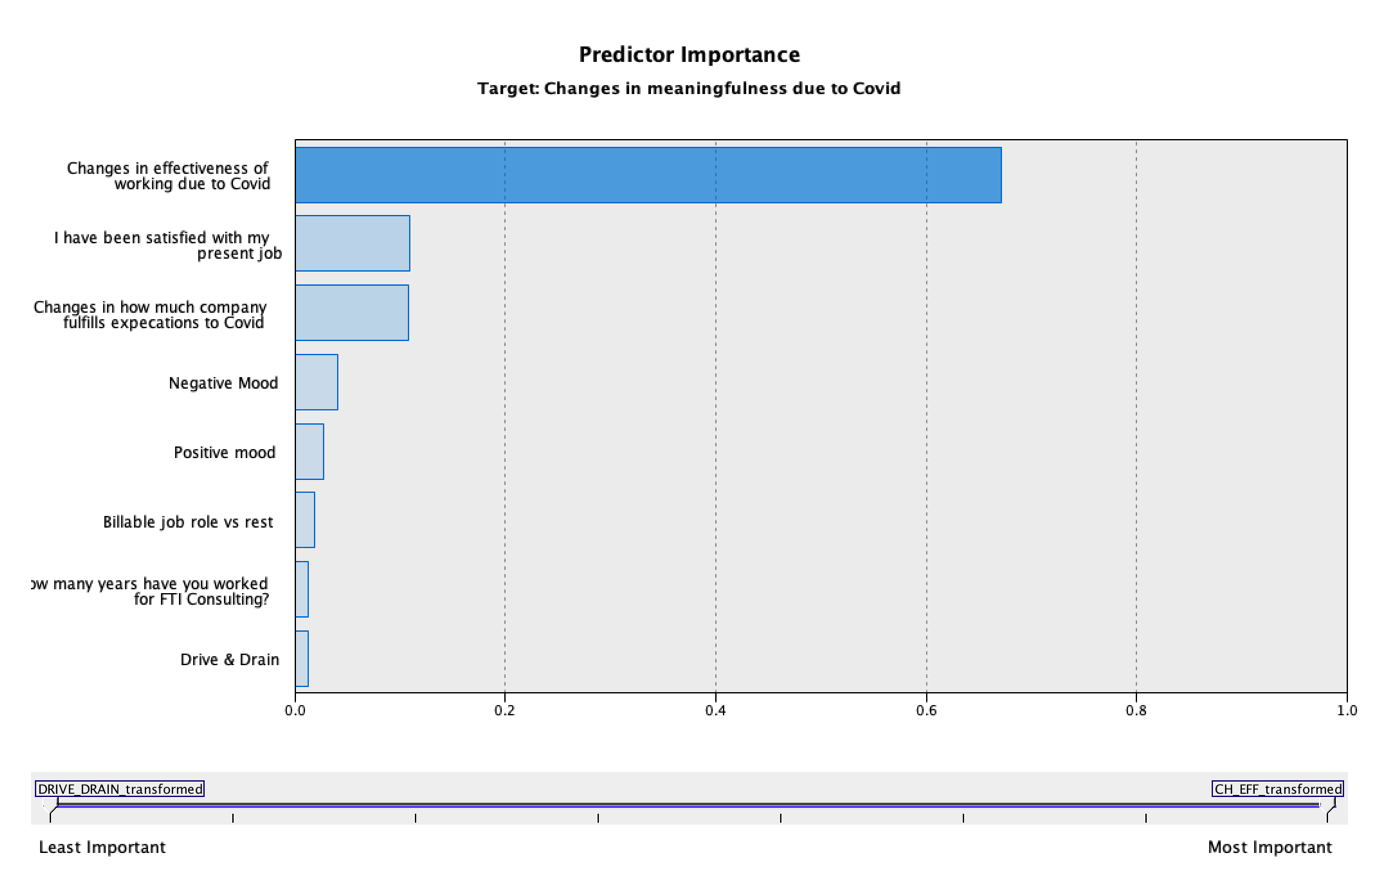 Predictor Importance
Target: Changes in meaningfulness due to Covid
Changes in effectiveness of
working due to Covid
I have been satisfied with my
present job
Changes in how much company
fulfills expecations to Covid
Negative Mood
Positive mood
Billable job role vs rest
ow many years have you worked
for FTI Consulting?
Drive & Drain
0.0 0.2 0.4 0.6 0.8 1.0
DRIVE_DRAIN_transformed CH_EFF_transformed
Least Important Most Important